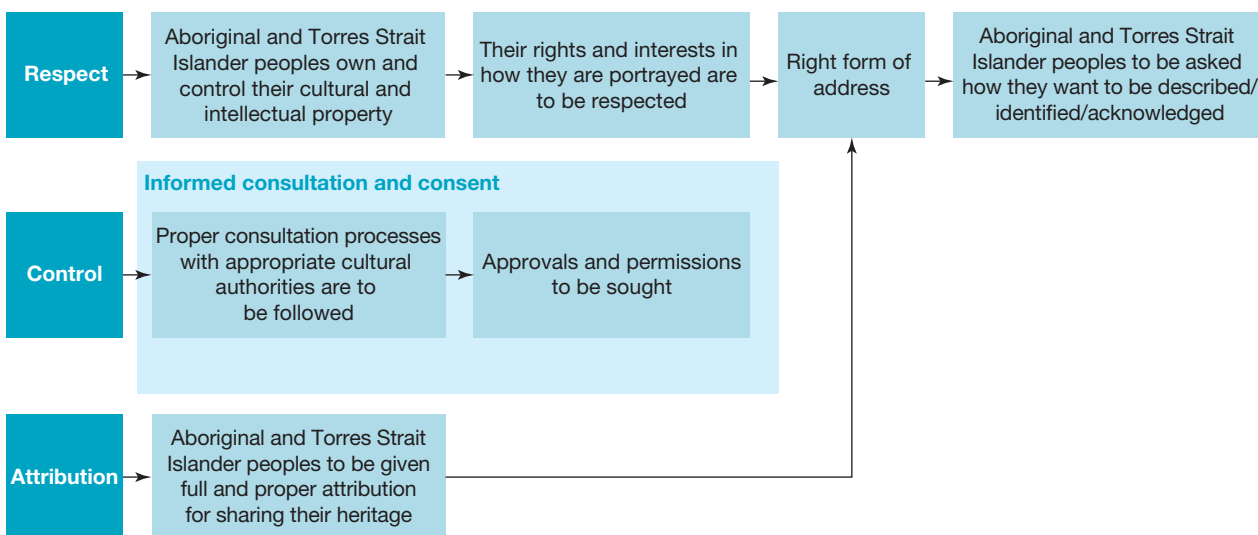 Respect
Aboriginal and Torres Strait
Islander peoples own and
control their cultural and
intellectual property
Their rights and interests in
how they are portrayed are
to be respected
Right form of
address
Aboriginal and Torres Strait
Islander peoples to be asked
how they want to be described/
identified/acknowledged
Informed consultation and consent
Control
Proper consultation processes
with appropriate cultural
authorities are to
be followed
Approvals and permissions
to be sought
Attribution
Aboriginal and Torres Strait
Islander peoples to be given
full and proper attribution
for sharing their heritage